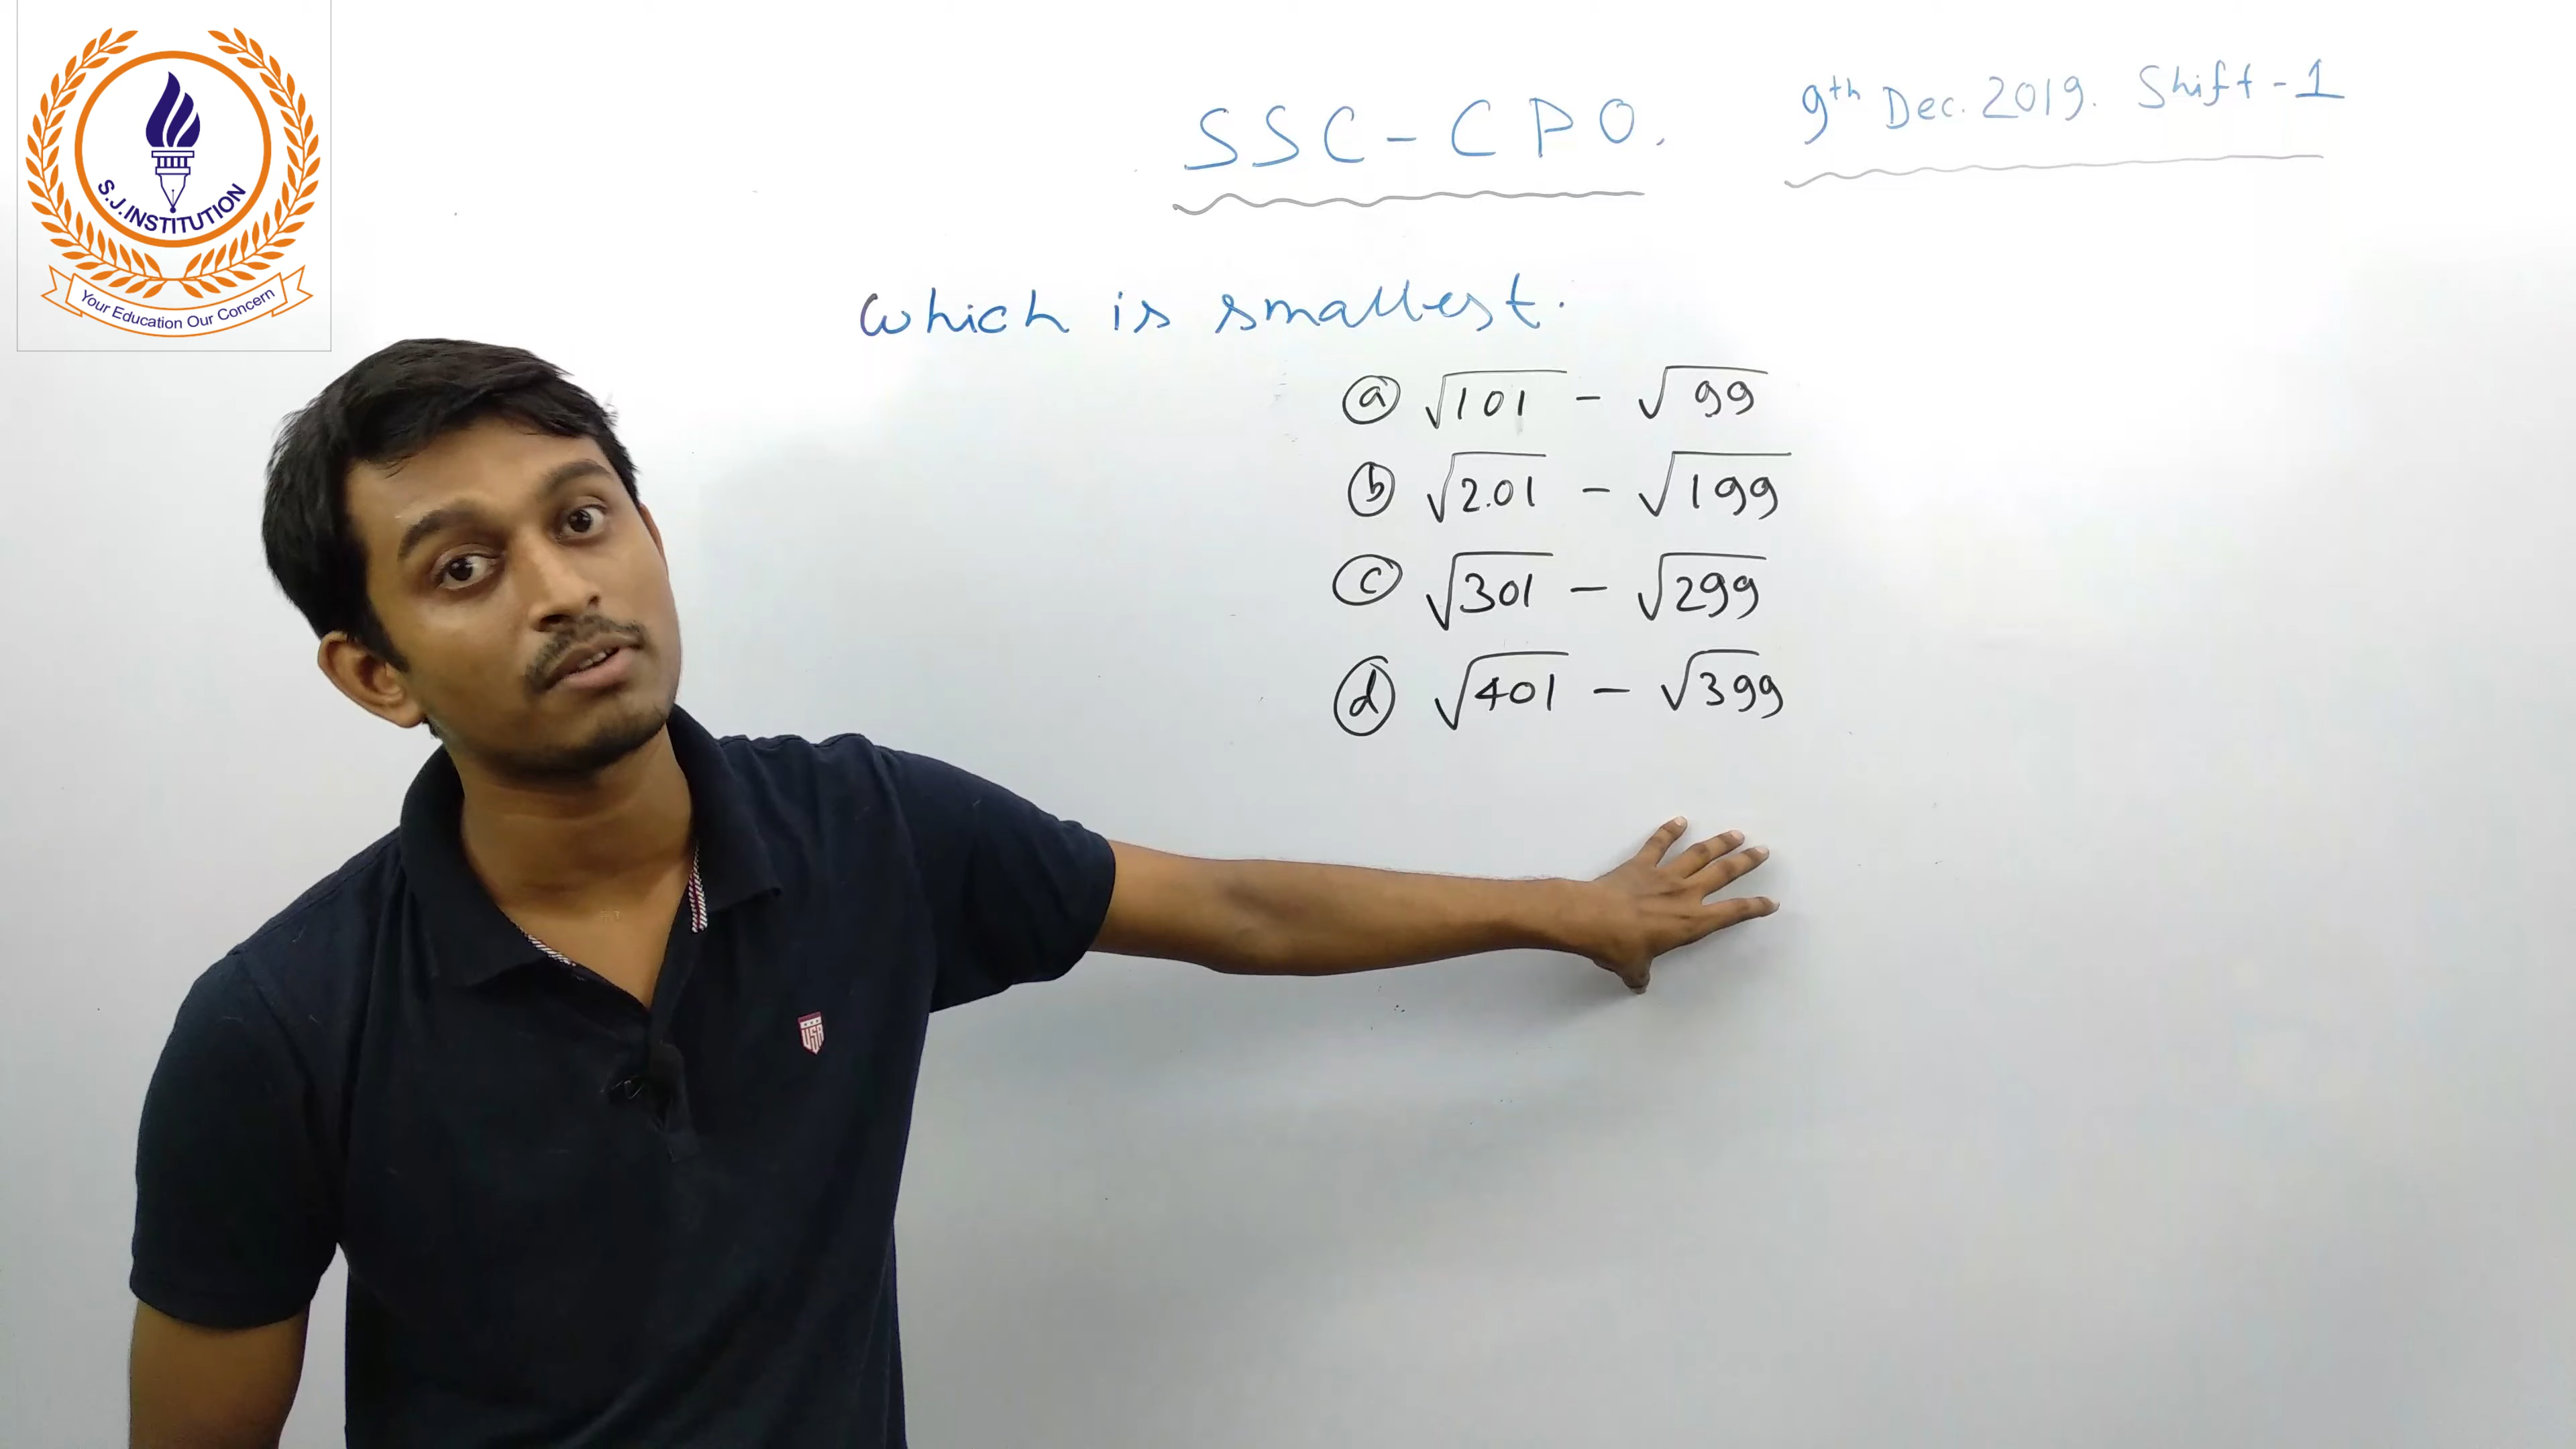 S.J.INSTITUTION
Your Education Our Concern
SSC-CPO. 9th Dec. 2019. Shift-1
Which is smallest.
(a) √101 - √99
(b) √2.01 - √199
(c) √301 - √299
(d) √401 - √399
USA